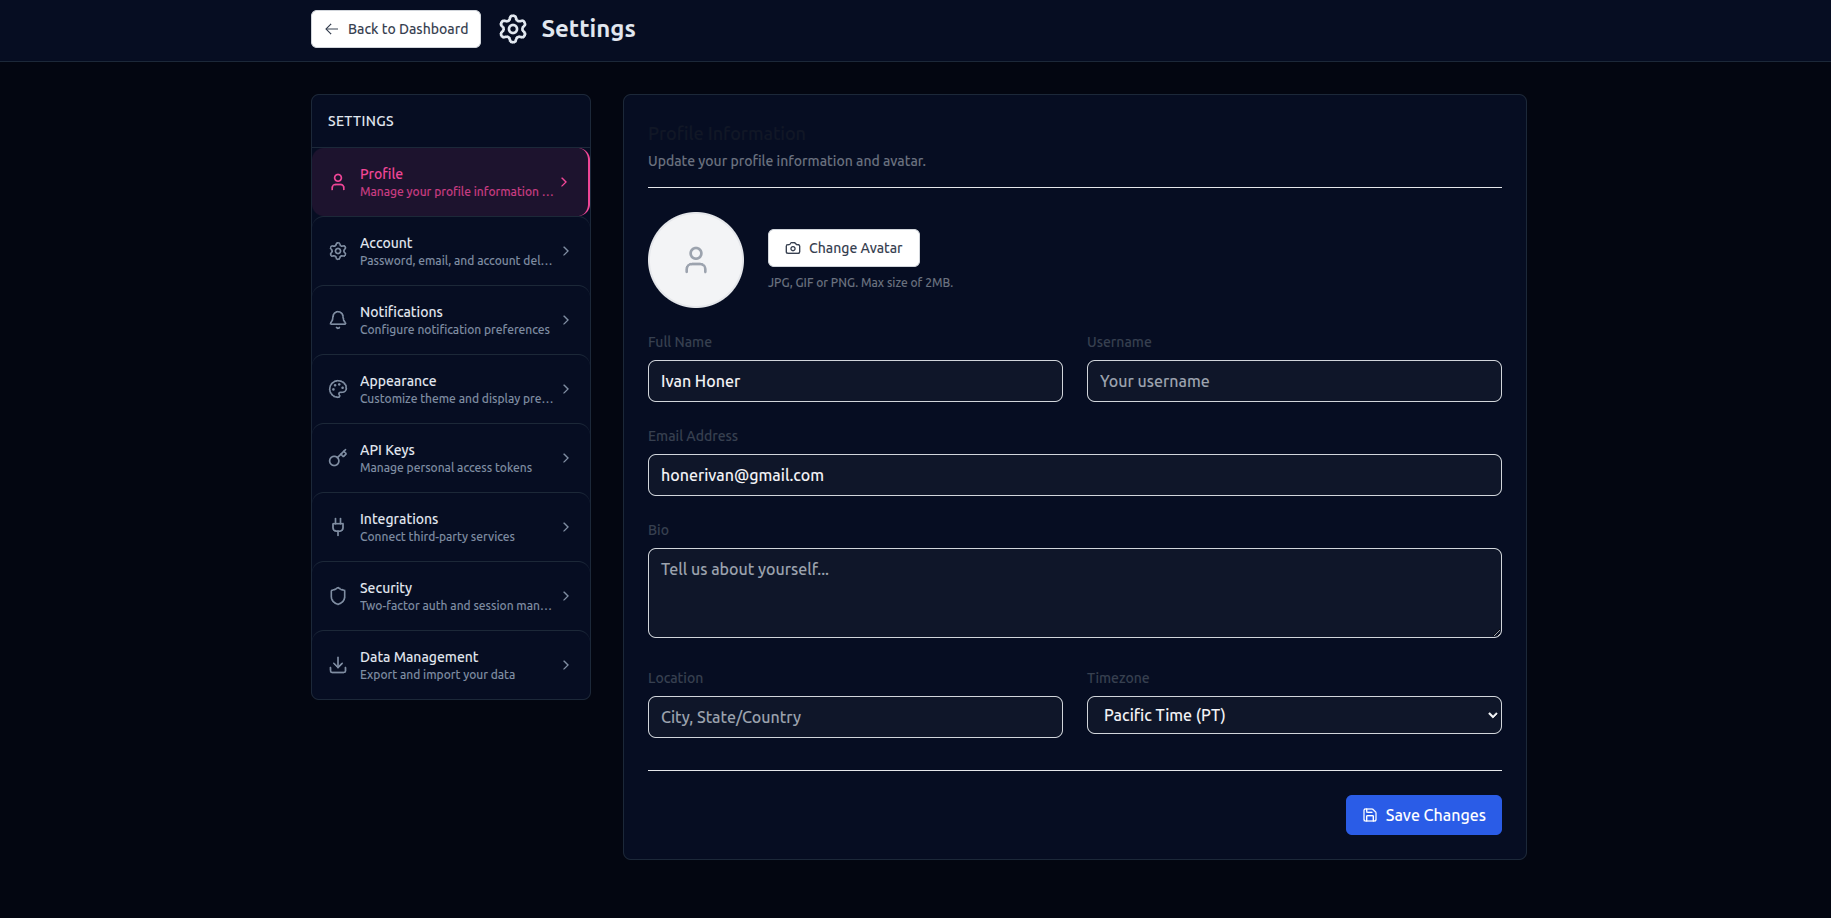 Back to Dashboard
Settings
SETTINGS
Profile
Manage your profile information ...
Account
Password, email, and account del...
Notifications
Configure notification preferences
Appearance
Customize theme and display pre...
API Keys
Manage personal access tokens
Integrations
Connect third-party services
Security
Two-factor auth and session man...
Data Management
Export and import your data
Profile Information
Update your profile information and avatar.
Change Avatar
JPG, GIF or PNG. Max size of 2MB.
Full Name
Ivan Honer
Username
Your username
Email Address
honerivan@gmail.com
Bio
Tell us about yourself...
Location
City, State/Country
Timezone
Pacific Time (PT)
Save Changes